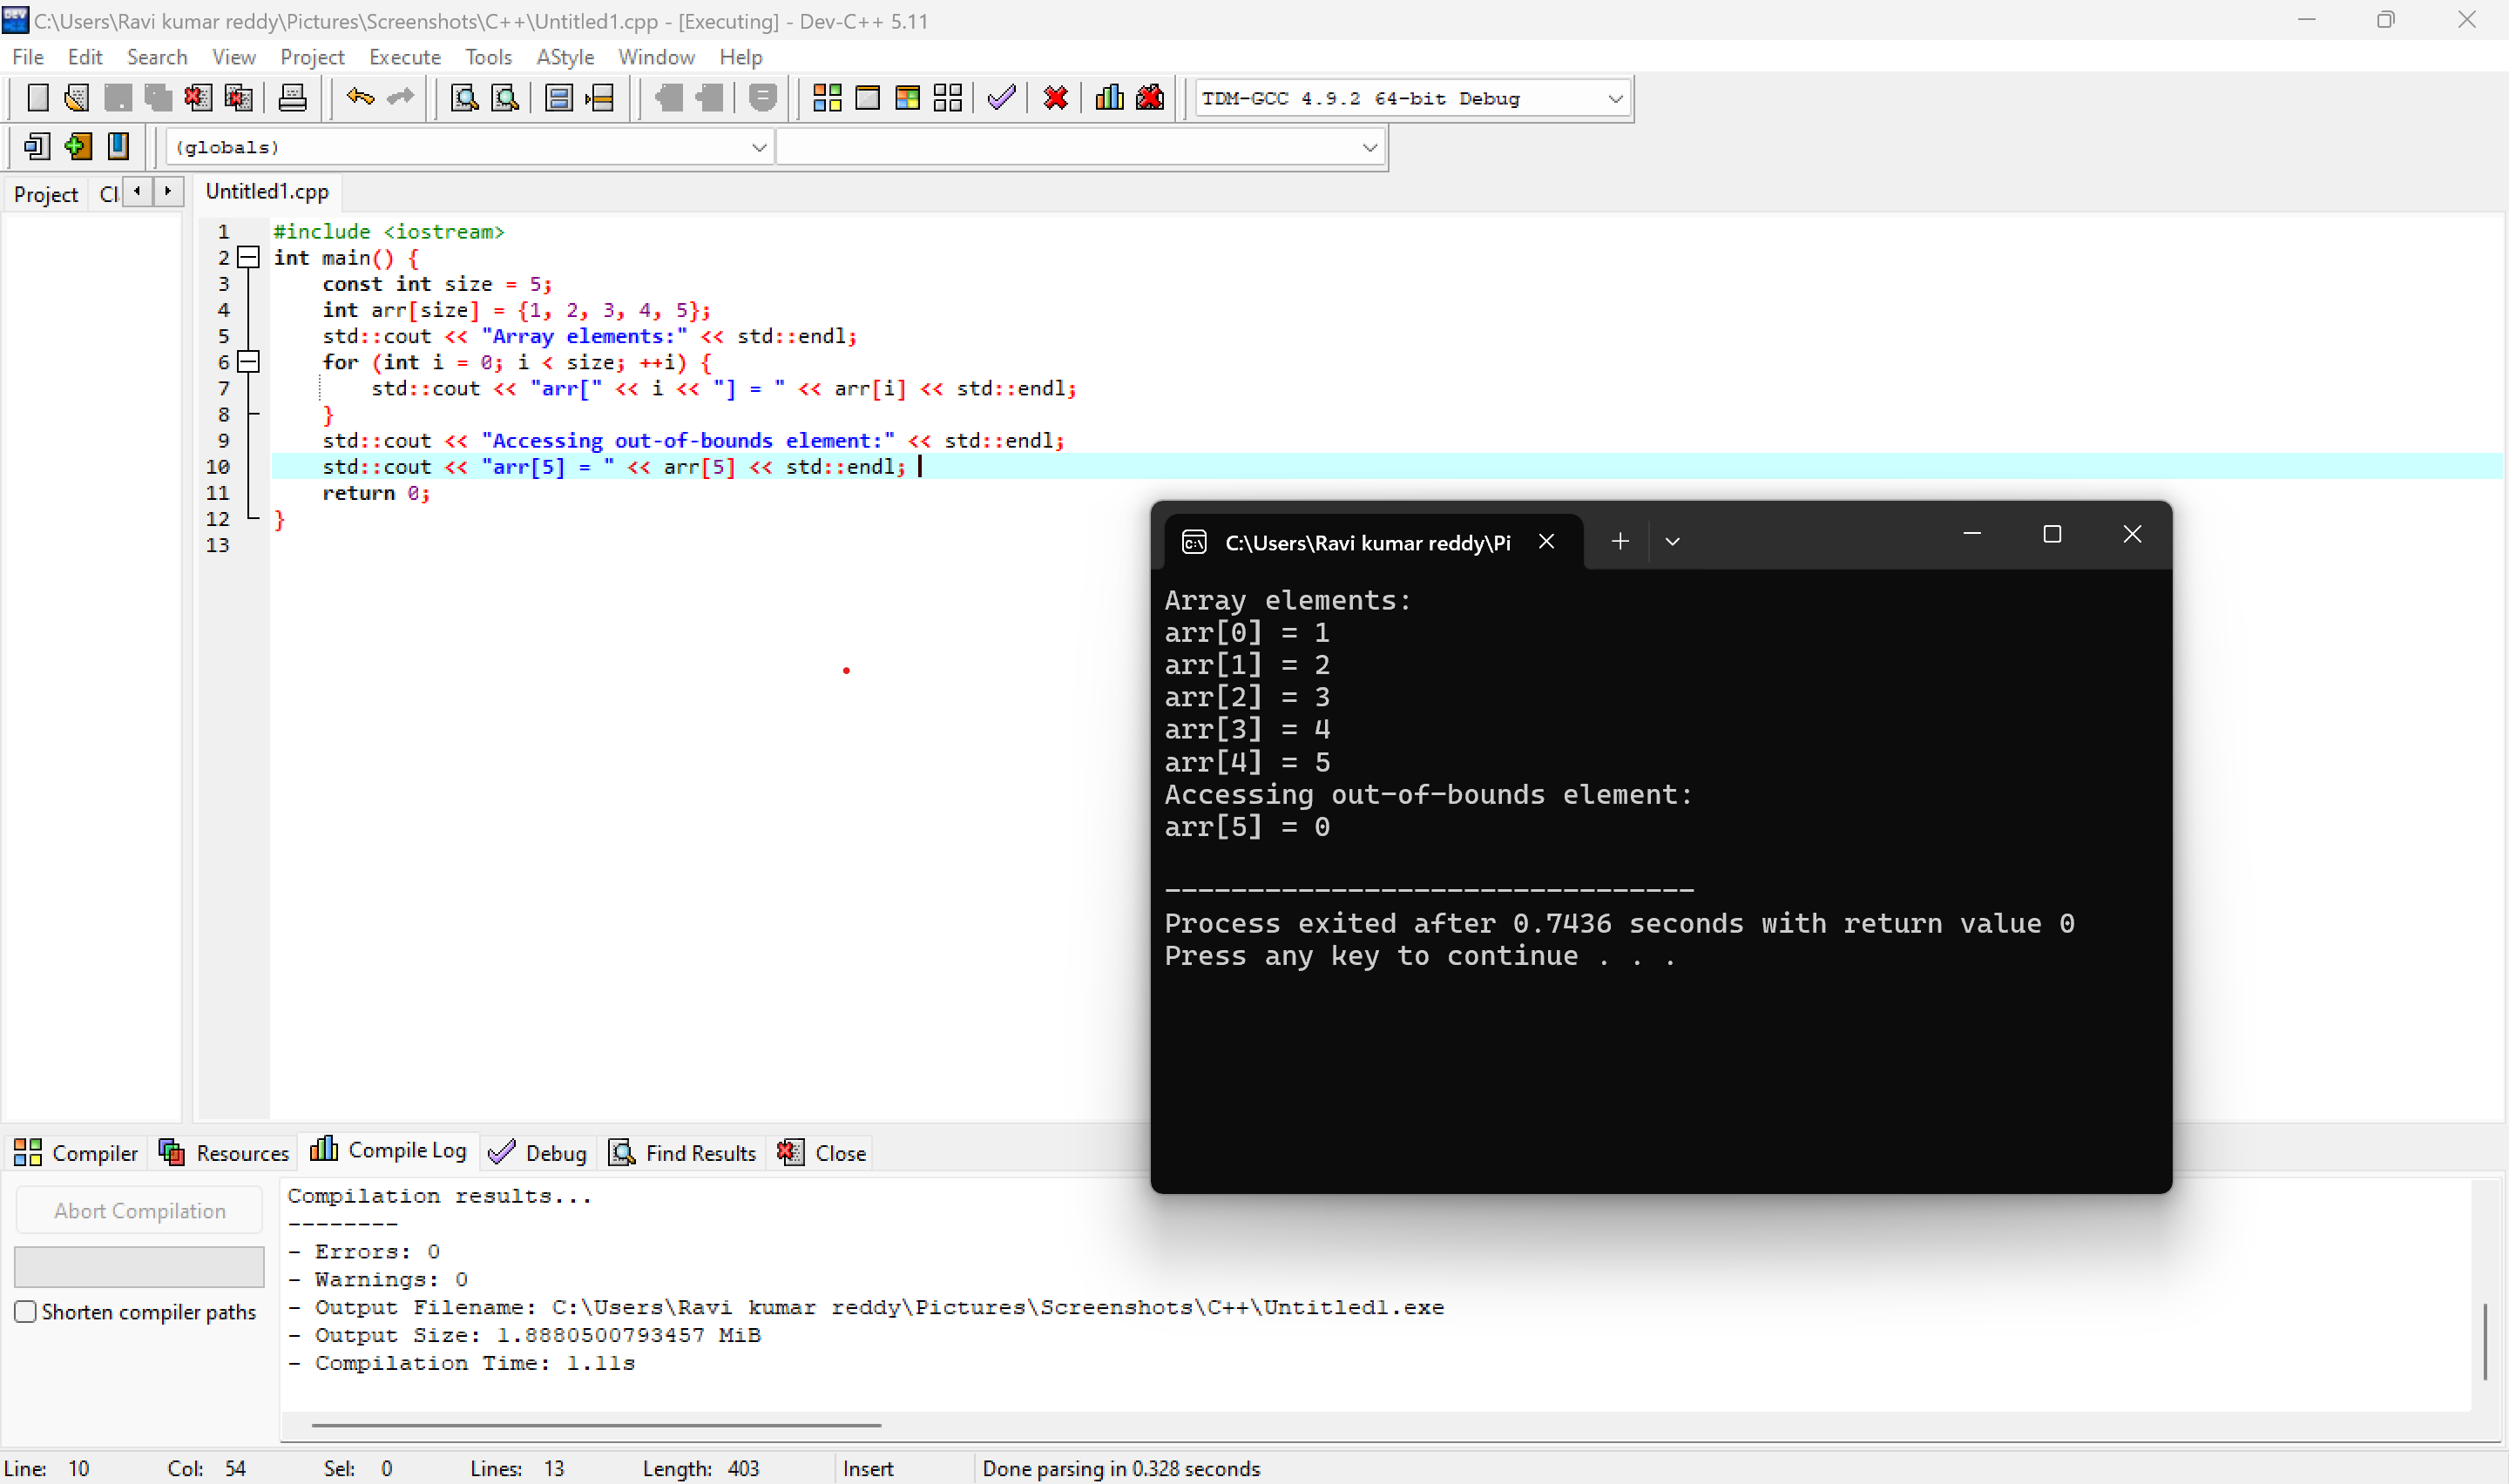 C:\Users\Ravi kumar reddy\Pictures\Screenshots\C++\Untitled1.cpp - [Executing] - Dev-C++ 5.11
File Edit Search View Project Execute Tools AStyle Window Help
TDM-GCC 4.9.2 64-bit Debug
(globals)
Project Cl Untitled1.cpp
1 #include <iostream>
2 int main() {
3 const int size = 5;
4 int arr[size] = {1, 2, 3, 4, 5};
5 std::cout << "Array elements:" << std::endl;
6 for (int i = 0; i < size; ++i) {
7 std::cout << "arr[" << i << "] = " << arr[i] << std::endl;
8 }
9 std::cout << "Accessing out-of-bounds element:" << std::endl;
10 std::cout << "arr[5] = " << arr[5] << std::endl;
11 return 0;
12 }
13
C:\Users\Ravi kumar reddy\Pi
Array elements:
arr[0] = 1
arr[1] = 2
arr[2] = 3
arr[3] = 4
arr[4] = 5
Accessing out-of-bounds element:
arr[5] = 0
--------------------------------
Process exited after 0.7436 seconds with return value 0
Press any key to continue . . .
Compiler Resources Compile Log Debug Find Results Close
Abort Compilation
Shorten compiler paths
Compilation results...
--------
- Errors: 0
- Warnings: 0
- Output Filename: C:\Users\Ravi kumar reddy\Pictures\Screenshots\C++\Untitled1.exe
- Output Size: 1.8880500793457 MiB
- Compilation Time: 1.11s
Line: 10 Col: 54 Sel: 0 Lines: 13 Length: 403 Insert Done parsing in 0.328 seconds